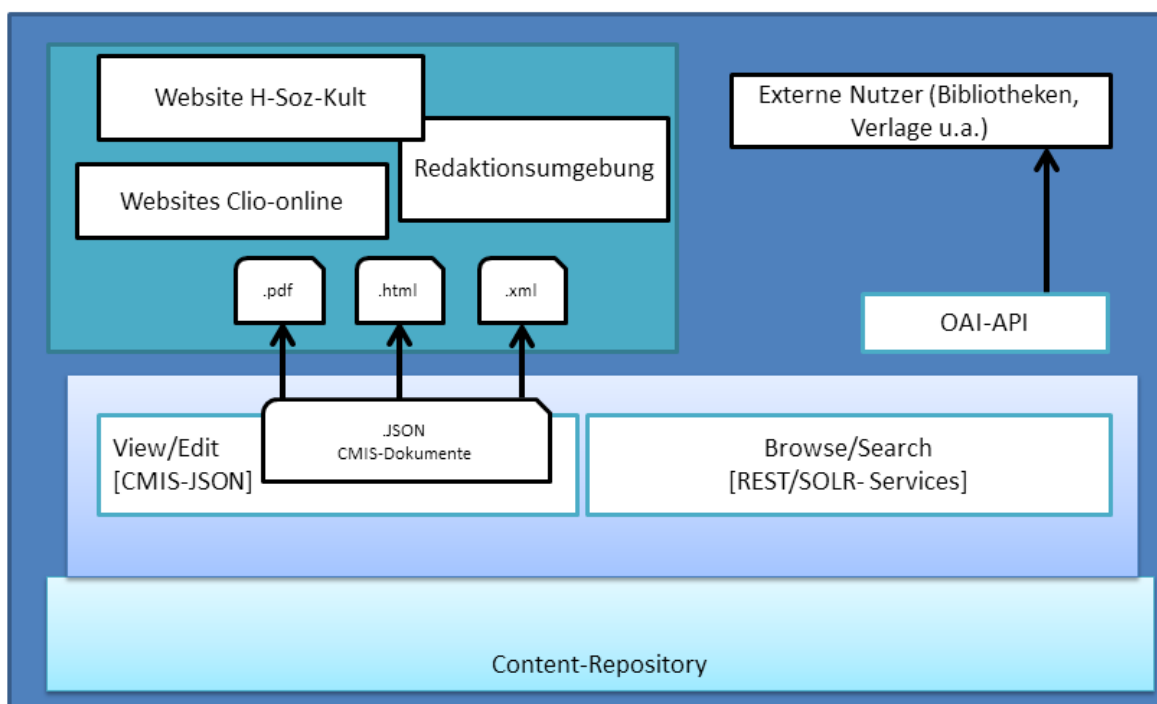 Website H-Soz-Kult
Redaktionsumgebung
Websites Clio-online
.pdf
.html
.xml
Externe Nutzer (Bibliotheken,
Verlage u.a.)
OAI-API
View/Edit
[CMIS-JSON]
.JSON
CMIS-Dokumente
Browse/Search
[REST/SOLR- Services]
Content-Repository